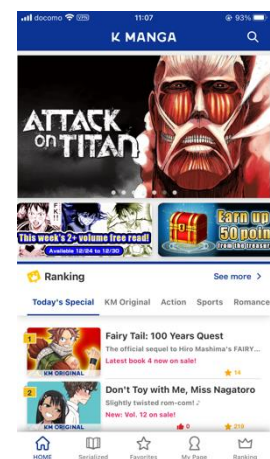 docomo VPN 11:07 93%
K MANGA
ATTACK
ON TITAN
This week's 2+ volume free read!
Available 12/24 to 12/30
Earn up
50 poin
from the treasur
Ranking See more >
Today's Special KM Original Action Sports Romance
1
Fairy Tail: 100 Years Quest
The official sequel to Hiro Mashima's FAIRY...
Latest book 4 now on sale!
KM ORIGINAL
14
2
Don't Toy with Me, Miss Nagatoro
Slightly twisted rom-com! ♪
New: Vol. 12 on sale!
KM ORIGINAL
0 219
HOME Serialized Favorites My Page Ranking